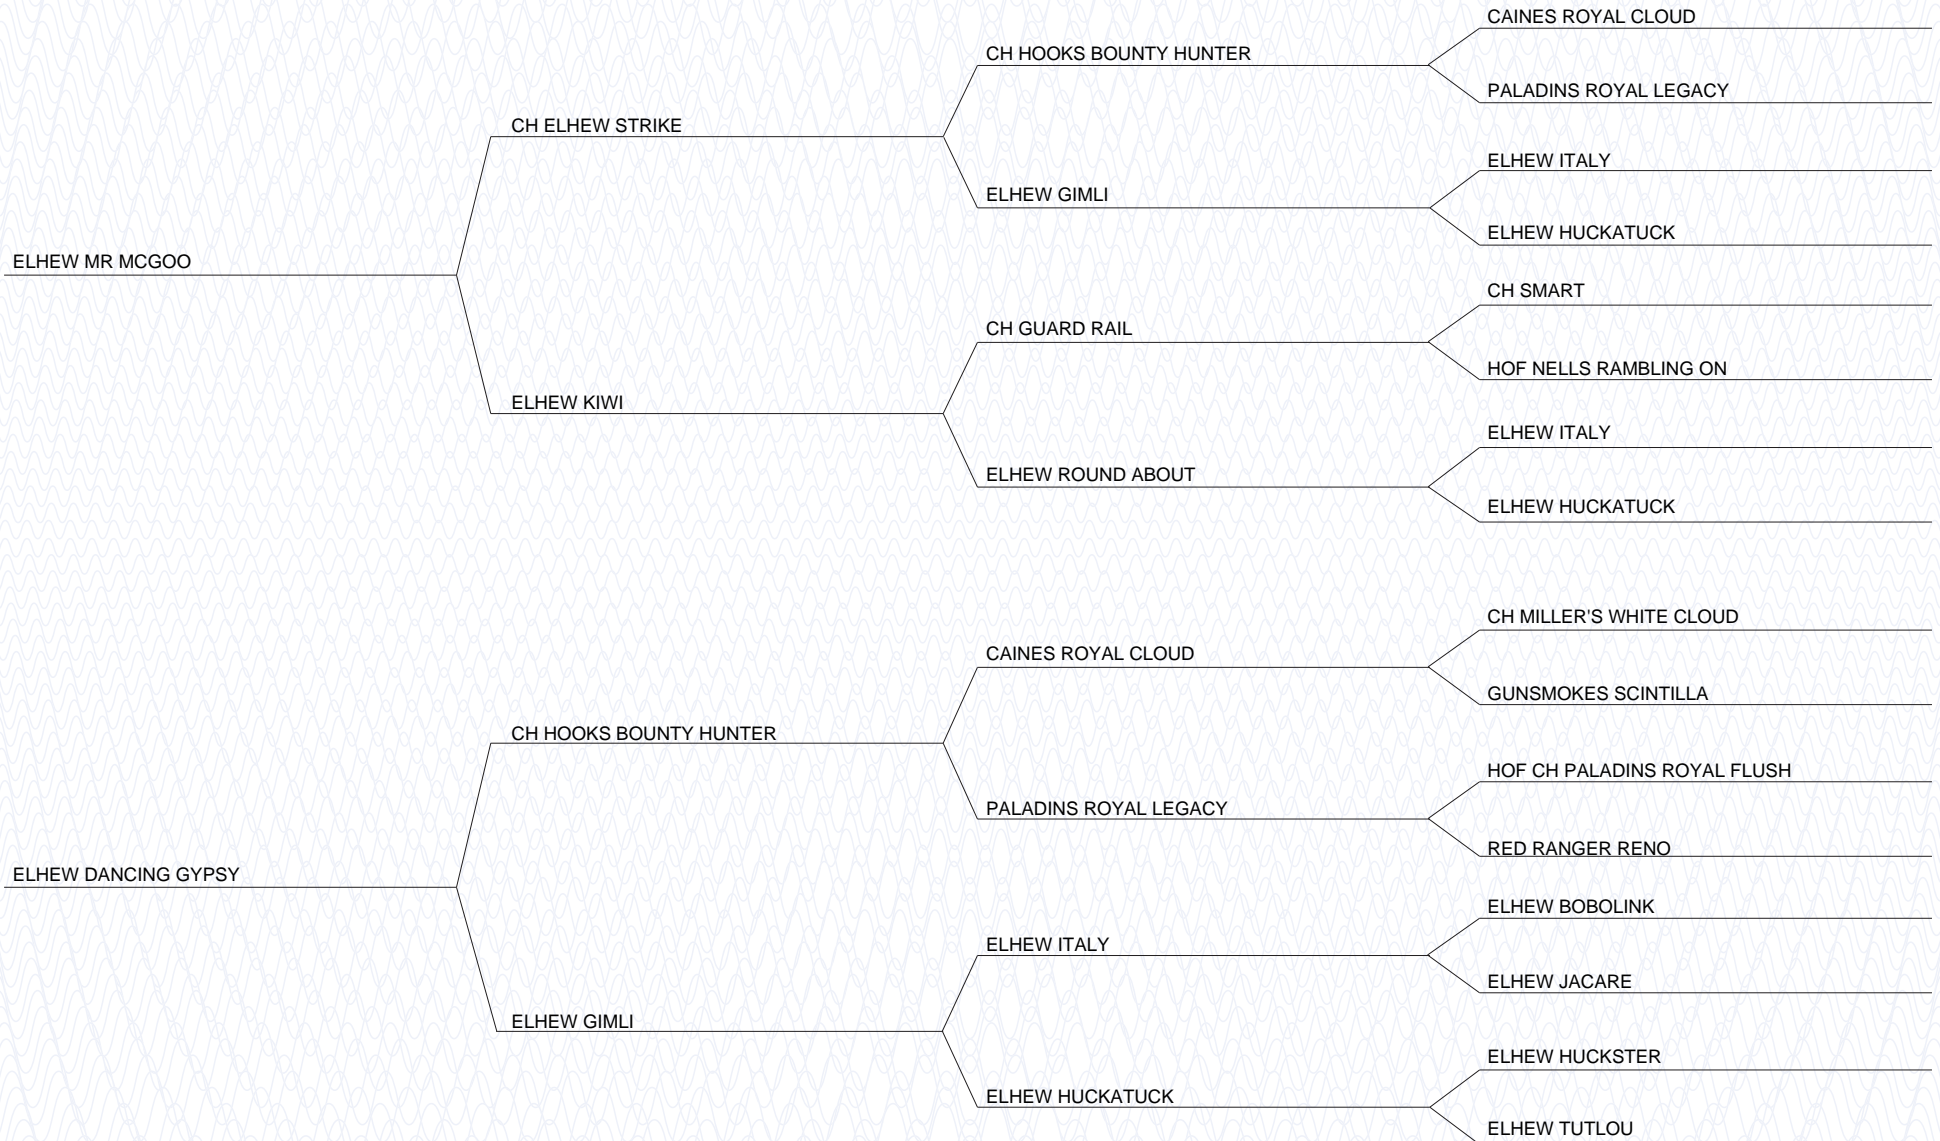 CAINES ROYAL CLOUD
CH HOOKS BOUNTY HUNTER
PALADINS ROYAL LEGACY
CH ELHEW STRIKE
ELHEW ITALY
ELHEW GIMLI
ELHEW HUCKATUCK
ELHEW MR MCGOO
CH SMART
CH GUARD RAIL
HOF NELLS RAMBLING ON
ELHEW KIWI
ELHEW ITALY
ELHEW ROUND ABOUT
ELHEW HUCKATUCK
CH MILLER'S WHITE CLOUD
CAINES ROYAL CLOUD
GUNSMOKES SCINTILLA
CH HOOKS BOUNTY HUNTER
HOF CH PALADINS ROYAL FLUSH
PALADINS ROYAL LEGACY
RED RANGER RENO
ELHEW DANCING GYPSY
ELHEW BOBOLINK
ELHEW ITALY
ELHEW JACARE
ELHEW GIMLI
ELHEW HUCKSTER
ELHEW HUCKATUCK
ELHEW TUTLOU